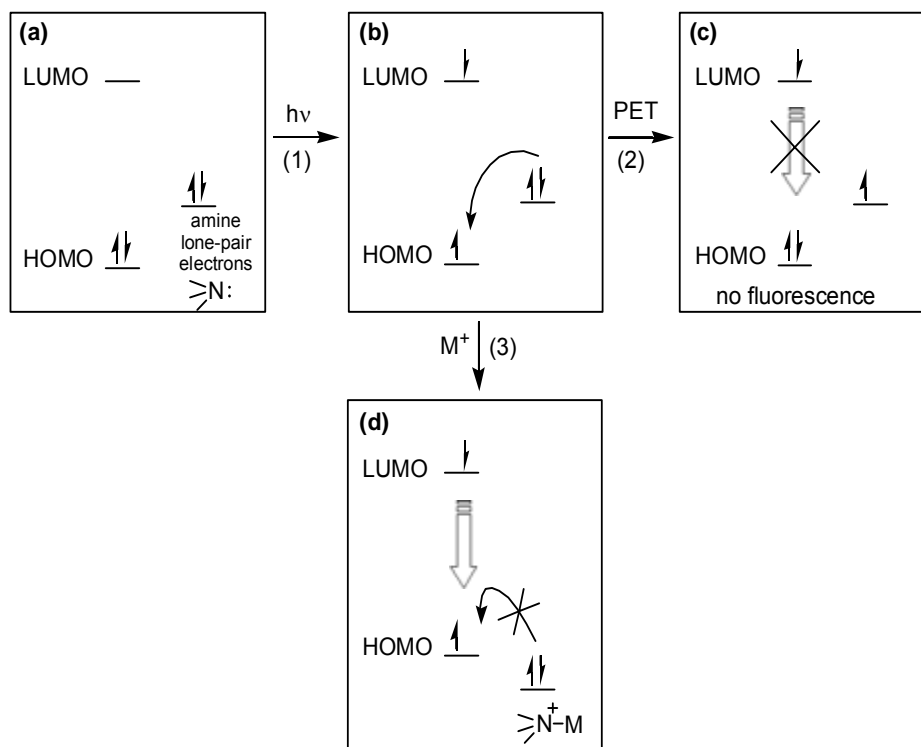 (a)
LUMO
HOMO
amine
lone-pair
electrons
N:
hν
(1)
(b)
LUMO
HOMO
PET
(2)
(c)
LUMO
HOMO
no fluorescence
M+ (3)
(d)
LUMO
HOMO
N+-M